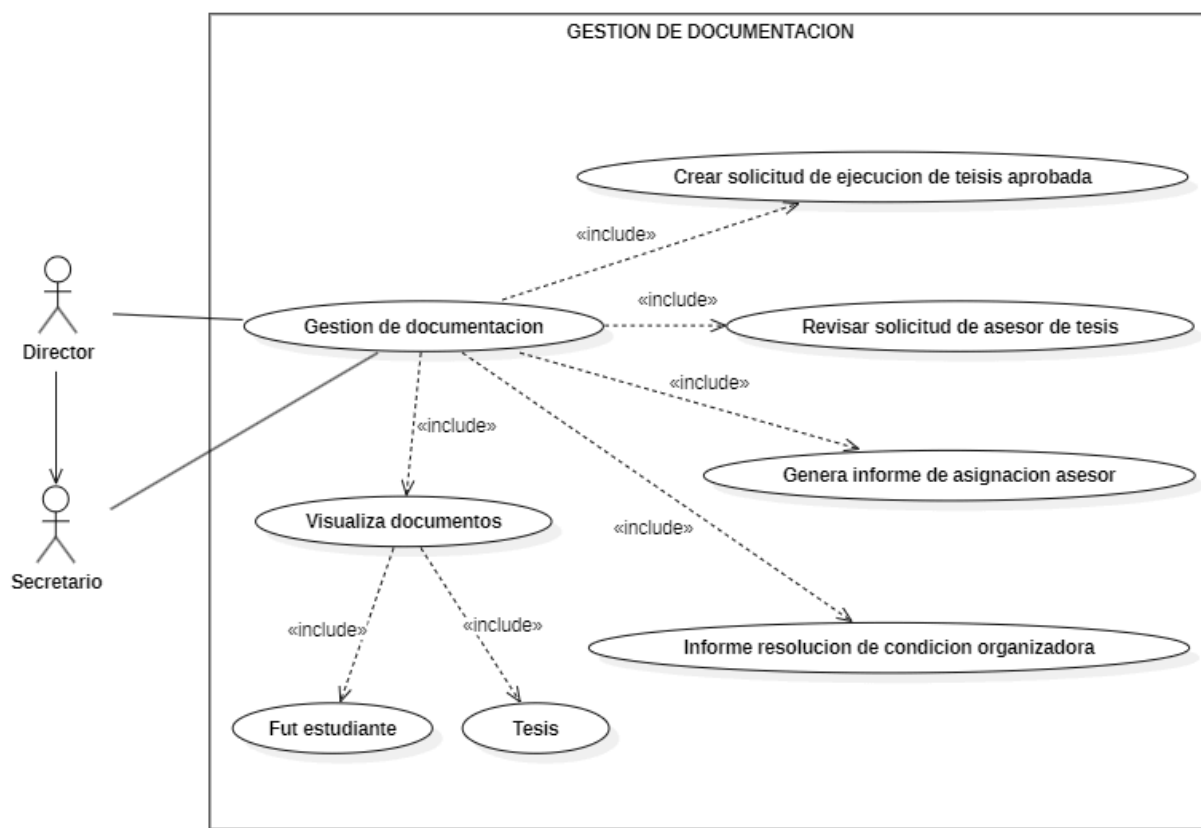 GESTION DE DOCUMENTACION
Crear solicitud de ejecucion de teisis aprobada
«include»
«include»
Gestion de documentacion
Revisar solicitud de asesor de tesis
Director
«include»
«include»
Genera informe de asignacion asesor
Visualiza documentos
«include»
Secretario
«include»
«include»
Informe resolucion de condicion organizadora
Fut estudiante
Tesis